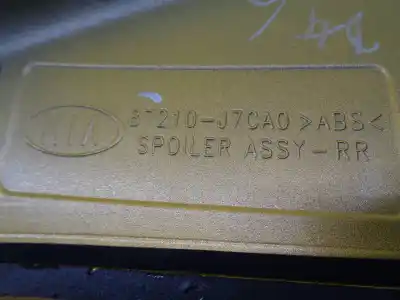 KIA
87210-J7CA0 >ABS<
SPOILER ASSY-RR